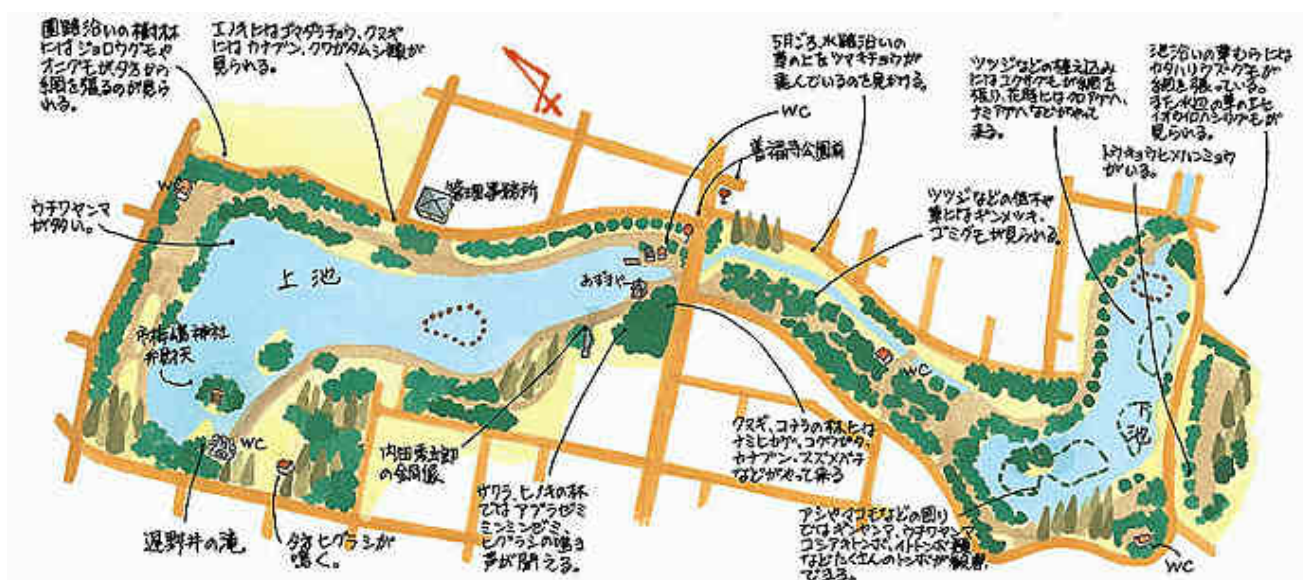 園路沿いの樹林
にはジョロウグモや
オニグモが夕方から
網を張るのが見ら
れる。
エノキにはゴマダラチョウ、クヌギ
にはカナブン、クワガタムシ類が
見られる。
5月ごろ、水路沿いの
草の上をツマキチョウが
飛んでいるのを見かける。
ツツジなどの植え込み
にはユウレイグモが網を
張り、花時にはクロアゲハ、
ナミアゲハなどがやって
来る。
池沿いの草むらには
カタハリウズグモが
網を張っている。
また水辺の草の上に
イオウイロハシリグモが
見られる。
WC
善福寺公園前
トウキョウヒメハンミョウ
がいる。
WC
管理事務所
ウチワヤンマ
が多い。
ツツジなどの低木や
草にはギンメッキ、
ゴミグモが見られる。
上池
あずまや
市杵嶋神社
弁財天
WC
下池
WC
遅野井の滝
夕方ヒグラシが
鳴く。
内田秀五郎
の銅像
サワラ、ヒノキの林
ではアブラゼミ
ミンミンゼミ、
ヒグラシの鳴き
声が聞える。
クヌギ、コナラの林には
ナミヒカゲ、コクワガタ、
カナブン、スズメバチ
などがやって来る
アシやマコモなどの回り
ではギンヤンマ、ウチワヤンマ
コシアキトンボ、イトトンボ類
などたくさんのトンボが観察
できる。
WC